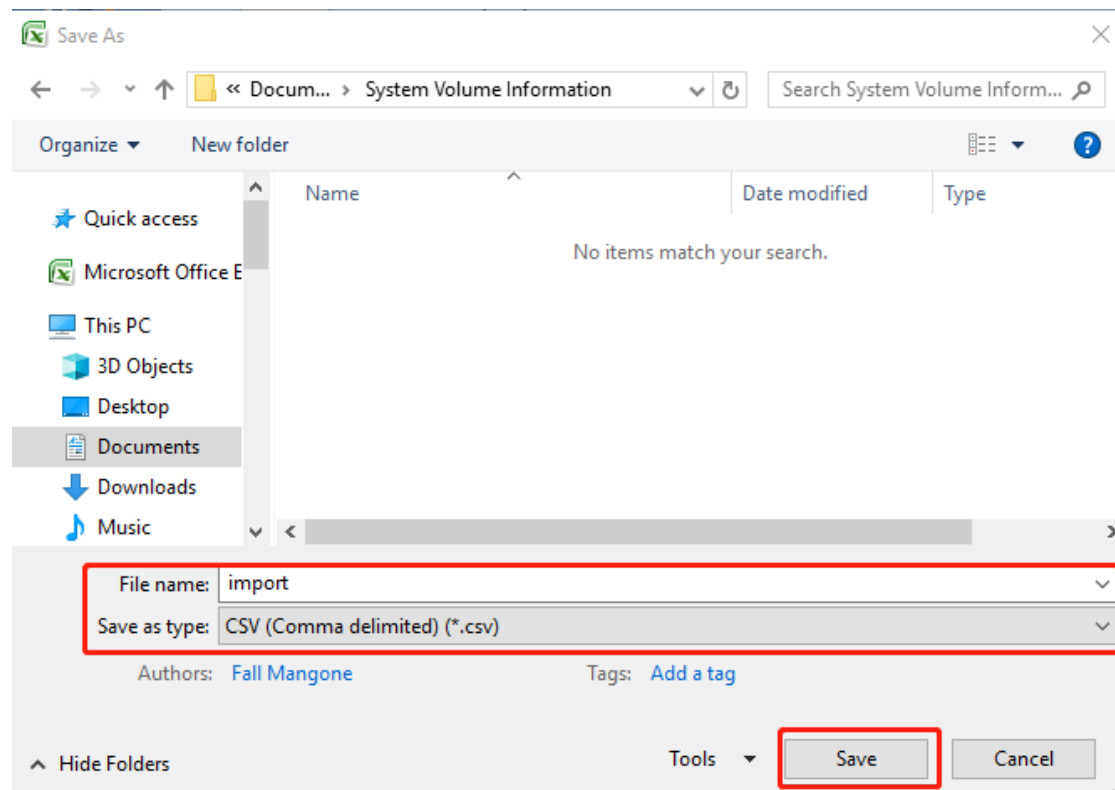 Save As
« Docum... › System Volume Information
Search System Volume Inform...
Organize
New folder
?
Name
Date modified
Type
No items match your search.
Quick access
Microsoft Office E
This PC
3D Objects
Desktop
Documents
Downloads
Music
File name: import
Save as type: CSV (Comma delimited) (*.csv)
Authors: Fall Mangone
Tags: Add a tag
Hide Folders
Tools
Save
Cancel